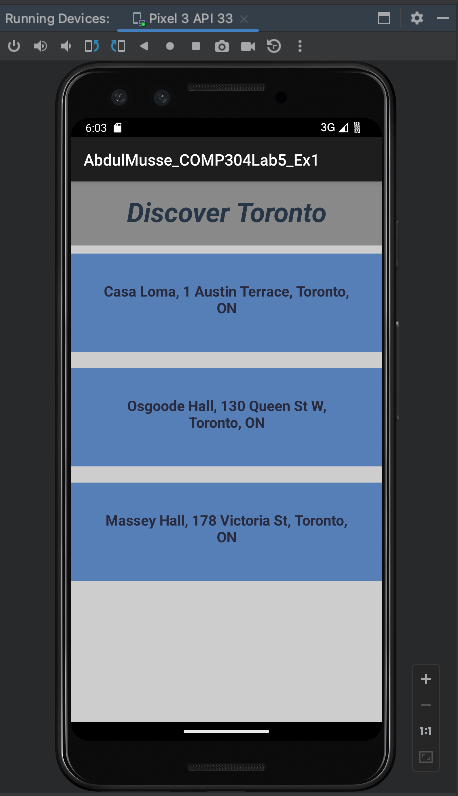 Running Devices: Pixel 3 API 33
6:03 3G
AbdulMusse_COMP304Lab5_Ex1
Discover Toronto
Casa Loma, 1 Austin Terrace, Toronto,
ON
Osgoode Hall, 130 Queen St W,
Toronto, ON
Massey Hall, 178 Victoria St, Toronto,
ON
1:1